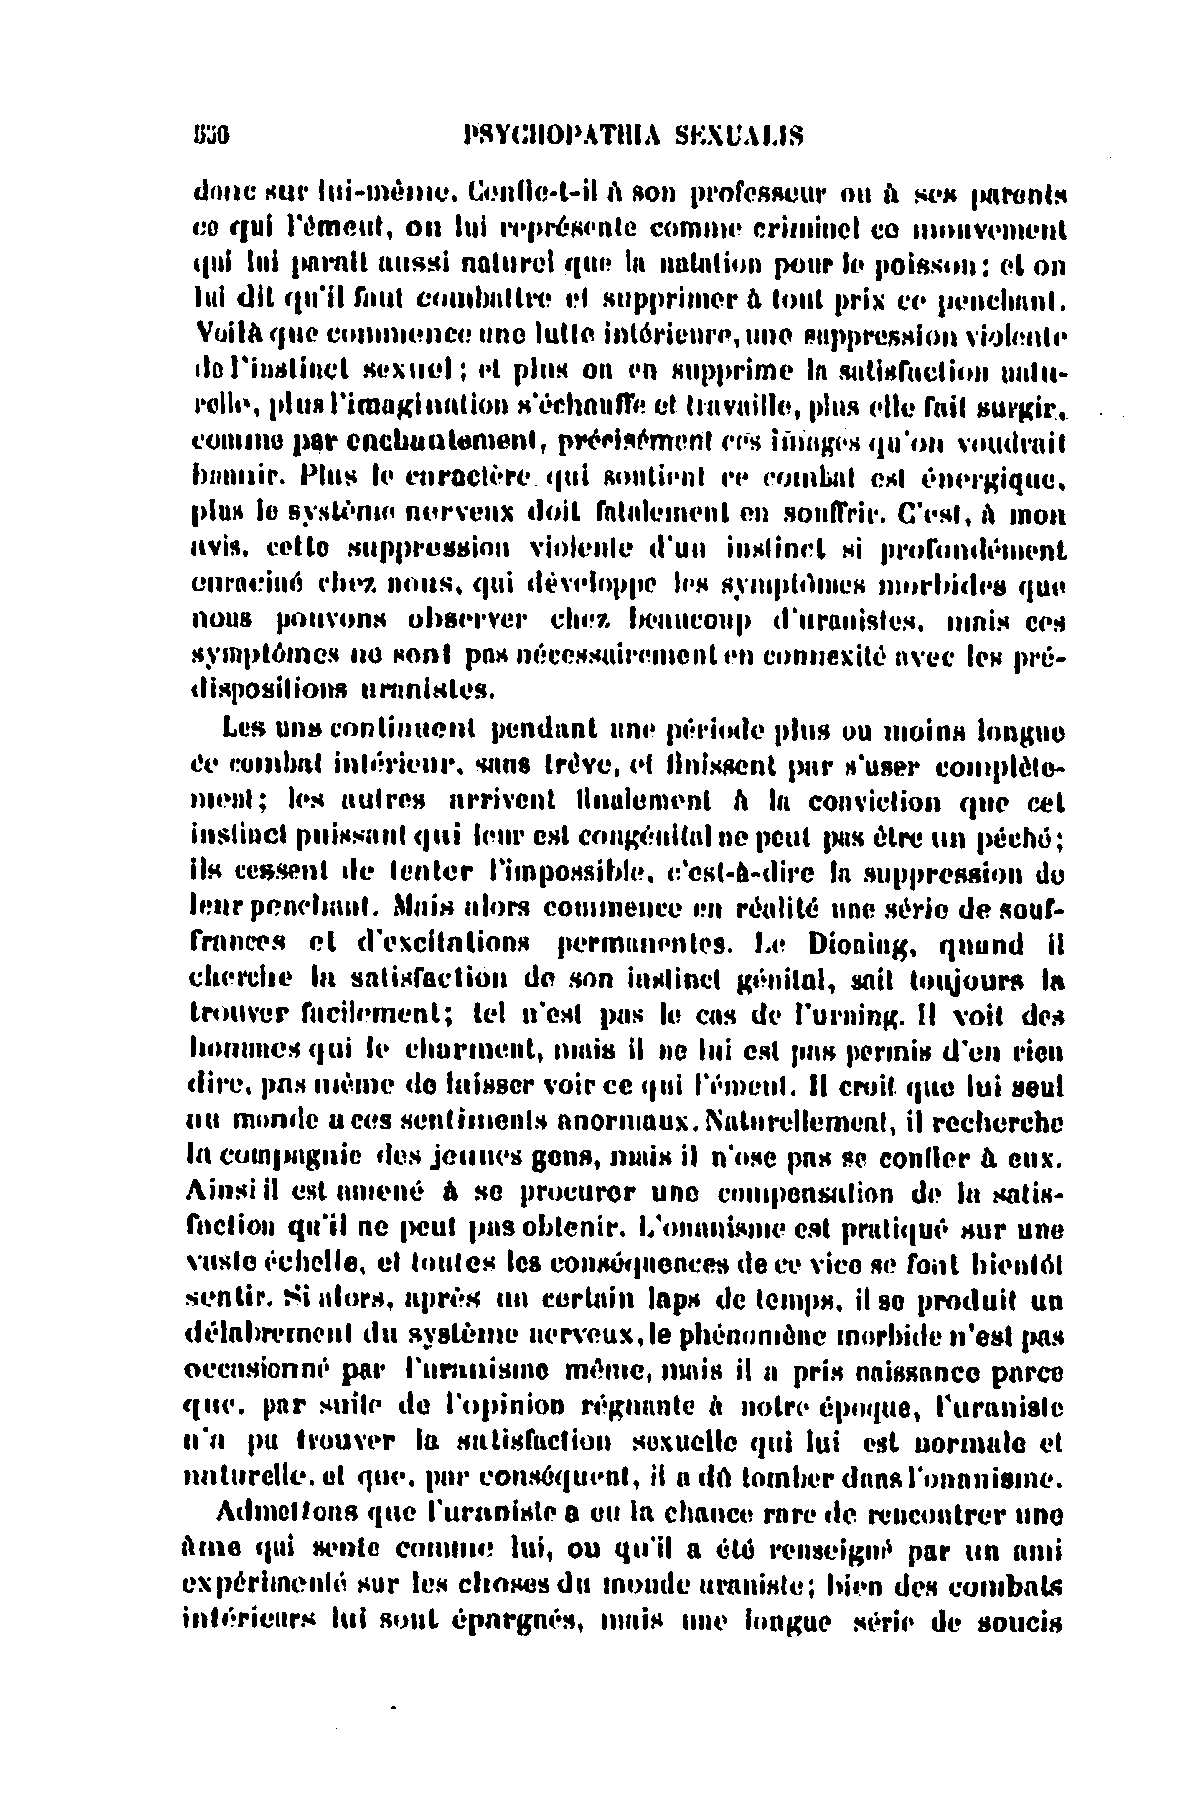 550 PSYCHOPATHIA SEXUALIS
donc sur lui-même. Confie-t-il à son professeur ou à ses parents
ce qui l'émeut, on lui représente comme criminel ce mouvement
qui lui paraît aussi naturel que la natation pour le poisson; et on
lui dit qu'il faut combattre et supprimer à tout prix ce penchant.
Voilà que commence une lutte intérieure, une suppression violente
de l'instinct sexuel; et plus on en supprime la satisfaction natu-
relle, plus l'imagination s'échauffe et travaille, plus elle fait surgir,
comme par enchantement, précisément ces images qu'on voudrait
bannir. Plus le caractère qui soutient ce combat est énergique,
plus le système nerveux doit fatalement en souffrir. C'est, à mon
avis, cette suppression violente d'un instinct si profondément
enraciné chez nous, qui développe les symptômes morbides que
nous pouvons observer chez beaucoup d'uranistes, mais ces
symptômes ne sont pas nécessairement en connexité avec les pré-
dispositions uranistes.
Les uns continuent pendant une période plus ou moins longue
ce combat intérieur, sans trêve, et finissent par s'user complète-
ment; les autres arrivent finalement à la conviction que cet
instinct puissant qui leur est congénital ne peut pas être un péché;
ils cessent de tenter l'impossible, c'est-à-dire la suppression de
leur penchant. Mais alors commence en réalité une série de souf-
frances et d'excitations permanentes. Le Dioning, quand il
cherche la satisfaction de son instinct génital, sait toujours la
trouver facilement; tel n'est pas le cas de l'urning. Il voit des
hommes qui le charment, mais il ne lui est pas permis d'en rien
dire, pas même de laisser voir ce qui l'émeut. Il croit que lui seul
au monde a ces sentiments anormaux. Naturellement, il recherche
la compagnie des jeunes gens, mais il n'ose pas se confier à eux.
Ainsi il est amené à se procurer une compensation de la satis-
faction qu'il ne peut pas obtenir. L'onanisme est pratiqué sur une
vaste échelle, et toutes les conséquences de ce vice se font bientôt
sentir. Si alors, après un certain laps de temps, il se produit un
délabrement du système nerveux, le phénomène morbide n'est pas
occasionné par l'uranisme même, mais il a pris naissance parce
que, par suite de l'opinion régnante à notre époque, l'uraniste
n'a pu trouver la satisfaction sexuelle qui lui est normale et
naturelle, et que, par conséquent, il a dû tomber dans l'onanisme.
Admettons que l'uraniste a eu la chance rare de rencontrer une
âme qui sente comme lui, ou qu'il a été renseigné par un ami
expérimenté sur les choses du monde uraniste; bien des combats
intérieurs lui sont épargnés, mais une longue série de soucis